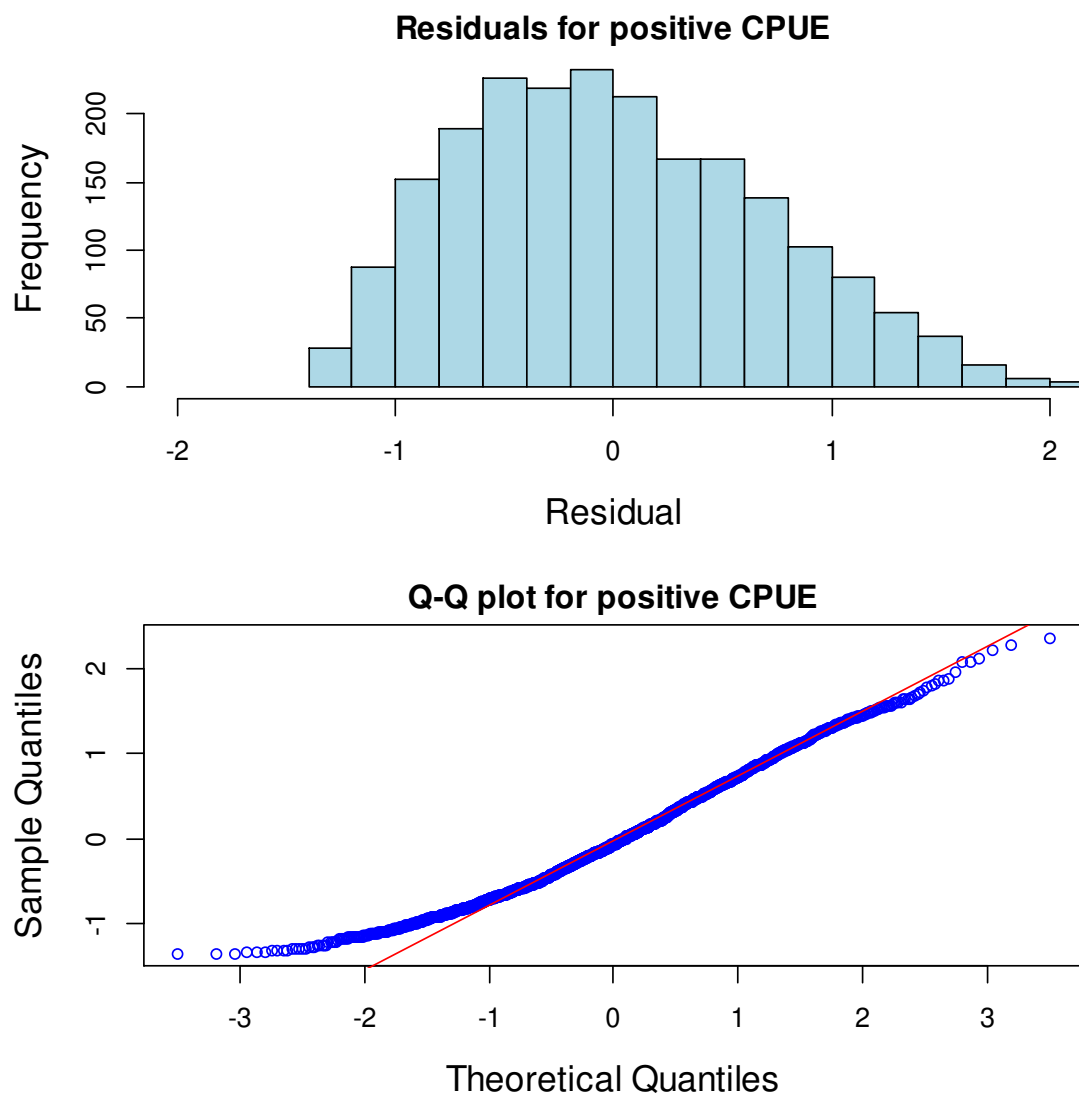 Residuals for positive CPUE
Frequency
200
150
100
50
0
-2 -1 0 1 2
Residual
Q-Q plot for positive CPUE
Sample Quantiles
2
1
0
-1
-3 -2 -1 0 1 2 3
Theoretical Quantiles